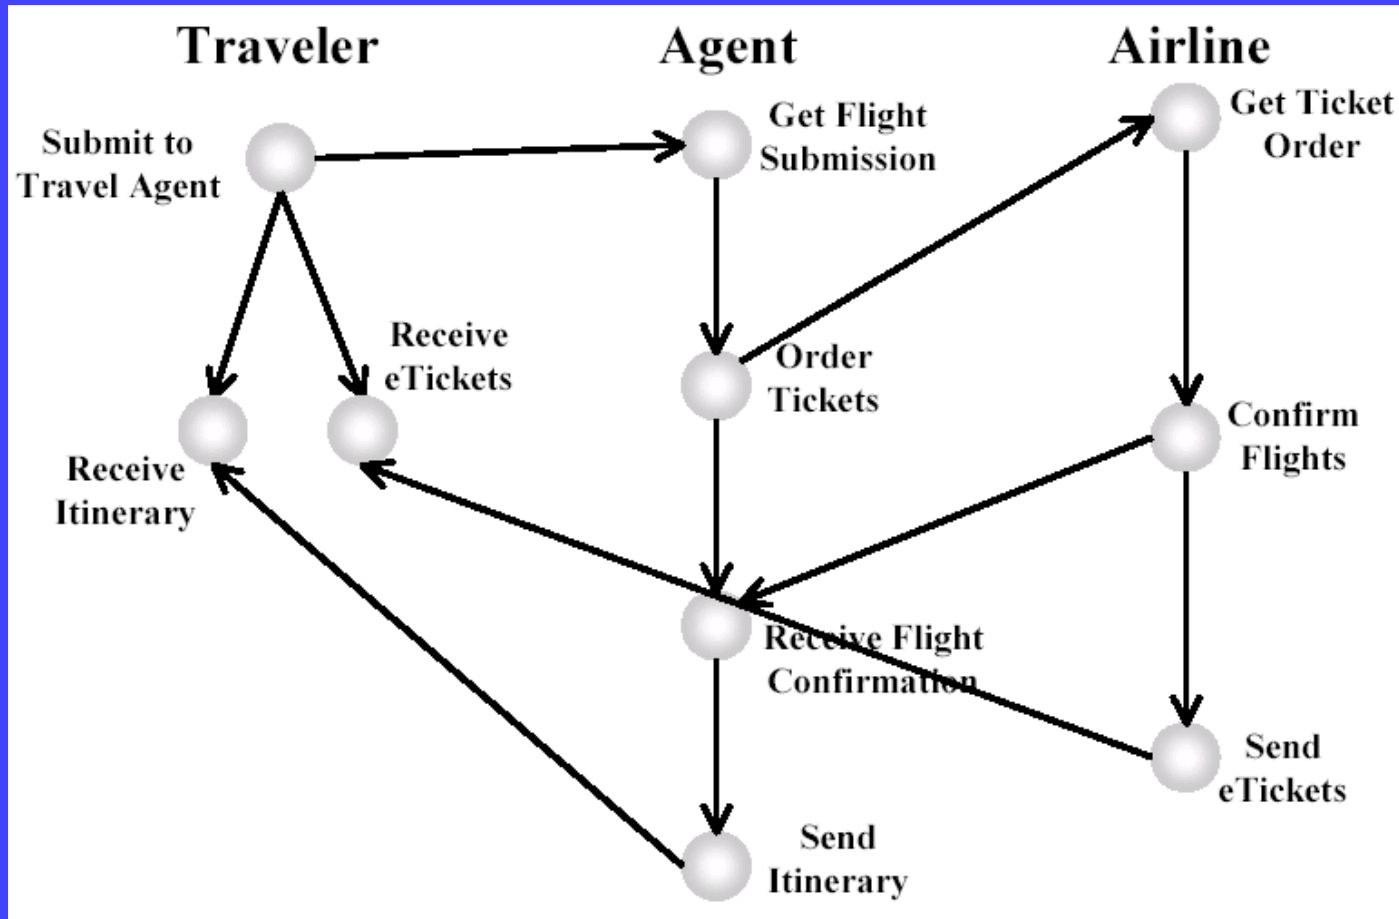 Traveler
Agent
Airline
Submit to
Travel Agent
Get Flight
Submission
Get Ticket
Order
Receive
eTickets
Order
Tickets
Confirm
Flights
Receive
Itinerary
Receive Flight
Confirmation
Send
eTickets
Send
Itinerary